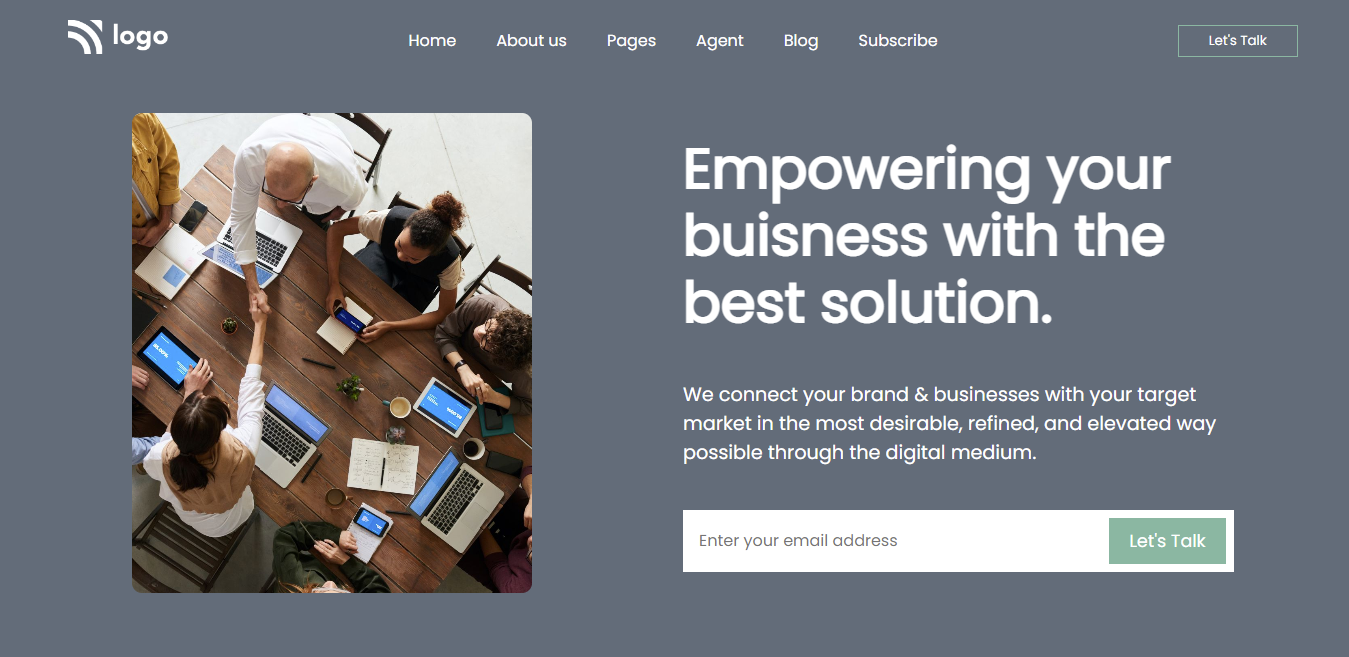 logo
Home About us Pages Agent Blog Subscribe
Let's Talk
Empowering your
buisness with the
best solution.
We connect your brand & businesses with your target
market in the most desirable, refined, and elevated way
possible through the digital medium.
Enter your email address
Let's Talk